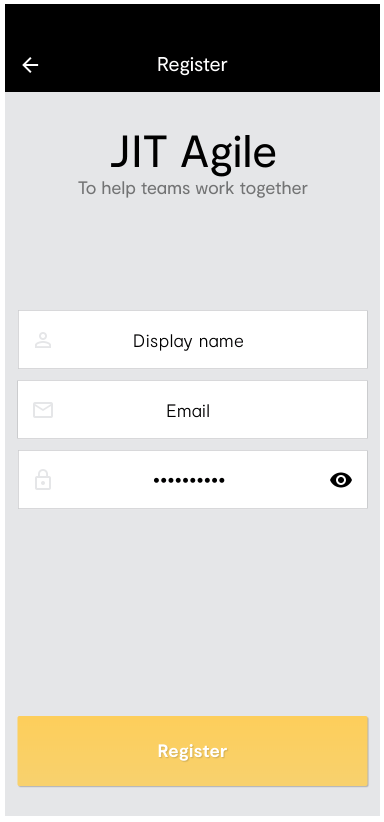 Register
JIT Agile
To help teams work together
Display name
Email
••••••••••
Register